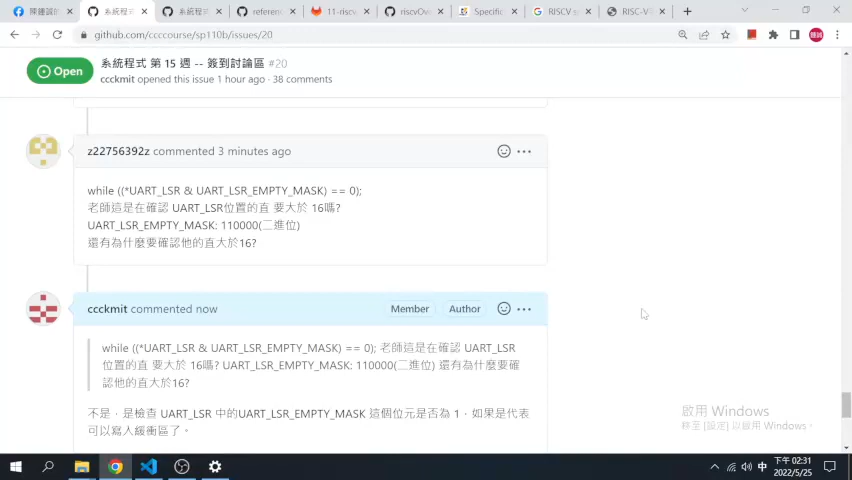 陳鍾誠的
系統程式
系統程式
referen
11-riscv
riscvOve
Specific
RISCV s
RISC-V
github.com/ccccourse/sp110b/issues/20
Open
系統程式 第 15 週 -- 簽到討論區 #20
ccckmit opened this issue 1 hour ago · 38 comments
z22756392z commented 3 minutes ago
while ((*UART_LSR & UART_LSR_EMPTY_MASK) == 0);
老師這是在確認 UART_LSR位置的直 要大於 16嗎?
UART_LSR_EMPTY_MASK: 110000(二進位)
還有為什麼要確認他的直大於16?
ccckmit commented now
Member
Author
while ((*UART_LSR & UART_LSR_EMPTY_MASK) == 0); 老師這是在確認 UART_LSR
位置的直 要大於 16嗎? UART_LSR_EMPTY_MASK: 110000(二進位) 還有為什麼要確
認他的直大於16?
不是，是檢查 UART_LSR 中的UART_LSR_EMPTY_MASK 這個位元是否為 1，如果是代表
可以寫入緩衝區了。
啟用 Windows
移至 [設定] 以啟用 Windows。
中
下午 02:31
2022/5/25